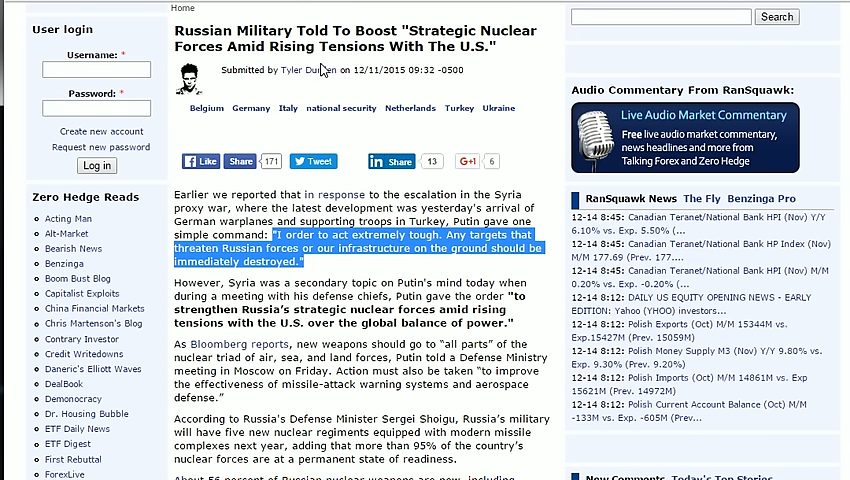 Home
User login
Username: *
Password: *
Create new account
Request new password
Log in
Zero Hedge Reads
Acting Man
Alt-Market
Bearish News
Benzinga
Boom Bust Blog
Capitalist Exploits
China Financial Markets
Chris Martenson's Blog
Contrary Investor
Credit Writedowns
Daneric's Elliott Waves
DealBook
Demonocracy
Dr. Housing Bubble
ETF Daily News
ETF Digest
First Rebuttal
ForexLive
Russian Military Told To Boost "Strategic Nuclear
Forces Amid Rising Tensions With The U.S."
Submitted by Tyler on 12/11/2015 09:32 -0500
Belgium Germany Italy national security Netherlands Turkey Ukraine
Like Share 171 Tweet Share 13 G+1 6
Earlier we reported that in response to the escalation in the Syria
proxy war, where the latest development was yesterday's arrival of
German warplanes and supporting troops in Turkey, Putin gave one
simple command: "I order to act extremely tough. Any targets that
threaten Russian forces or our infrastructure on the ground should be
immediately destroyed."
However, Syria was a secondary topic on Putin's mind today when
during a meeting with his defense chiefs, Putin gave the order "to
strengthen Russia's strategic nuclear forces amid rising
tensions with the U.S. over the global balance of power."
As Bloomberg reports, new weapons should go to “all parts” of the
nuclear triad of air, sea, and land forces, Putin told a Defense Ministry
meeting in Moscow on Friday. Action must also be taken “to improve
the effectiveness of missile-attack warning systems and aerospace
defense.”
According to Russia's Defense Minister Sergei Shoigu, Russia’s military
will have five new nuclear regiments equipped with modern missile
complexes next year, adding that more than 95% of the country’s
nuclear forces are at a permanent state of readiness.
About 56 percent of Russian nuclear weapons are new, including
Search
Audio Commentary From RanSquawk:
Live Audio Market Commentary
Free live audio market commentary,
news headlines and more from
Talking Forex and Zero Hedge
RanSquawk News The Fly Benzinga Pro
12-14 8:45: Canadian Teranet/National Bank HPI (Nov) Y/Y
6.10% vs. Exp. 5.50% (...
12-14 8:45: Canadian Teranet/National Bank HP Index (Nov)
M/M 177.69 (Prev. 177....
12-14 8:45: Canadian Teranet/National Bank HPI (Nov) M/M
0.20% vs. Exp. -0.20% (...
12-14 8:12: DAILY US EQUITY OPENING NEWS - EARLY
EDITION: Yahoo (YHOO) investors...
12-14 8:12: Polish Exports (Oct) M/M 15344M vs.
Exp.15427M (Prev. 15059M)
12-14 8:12: Polish Money Supply M3 (Nov) Y/Y 9.80% vs.
Exp. 9.30% (Prev. 9.20%)
12-14 8:12: Polish Imports (Oct) M/M 14861M vs. Exp
15621M (Prev. 14972M)
12-14 8:12: Polish Current Account Balance (Oct) M/M
-133M vs. Exp. -605M (Prev...
New Comments Today's Top Stories